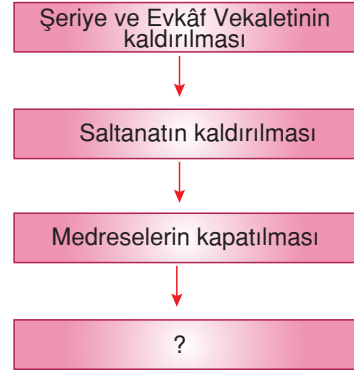 Şeriye ve Evkâf Vekaletinin
kaldırılması
Saltanatın kaldırılması
Medreselerin kapatılması
?